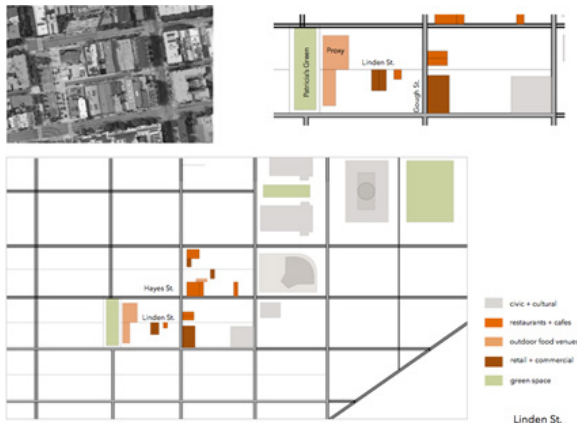 Patricia's Green
Proxy
Linden St.
Gough St.
Hayes St.
Linden St.
civic + cultural
restaurants + cafes
outdoor food venues
retail + commercial
green space
Linden St.